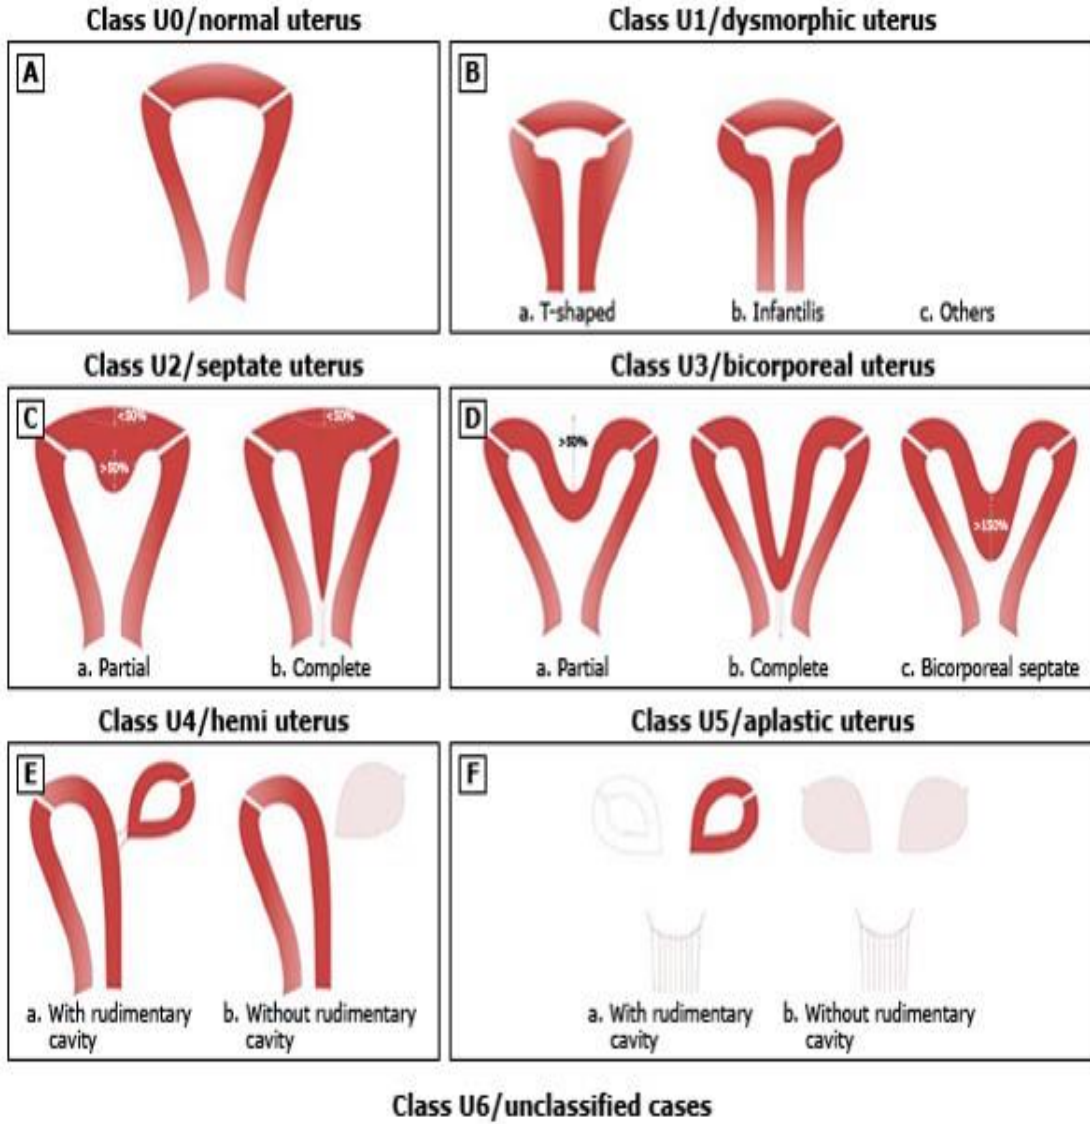 Class U0/normal uterus
A
Class U1/dysmorphic uterus
B
a. T-shaped
b. Infantilis
c. Others
Class U2/septate uterus
C
<50%
>50%
<50%
a. Partial
b. Complete
Class U3/bicorporeal uterus
D
>50%
>150%
a. Partial
b. Complete
c. Bicorporeal septate
Class U4/hemi uterus
E
a. With rudimentary
cavity
b. Without rudimentary
cavity
Class U5/aplastic uterus
F
a. With rudimentary
cavity
b. Without rudimentary
cavity
Class U6/unclassified cases